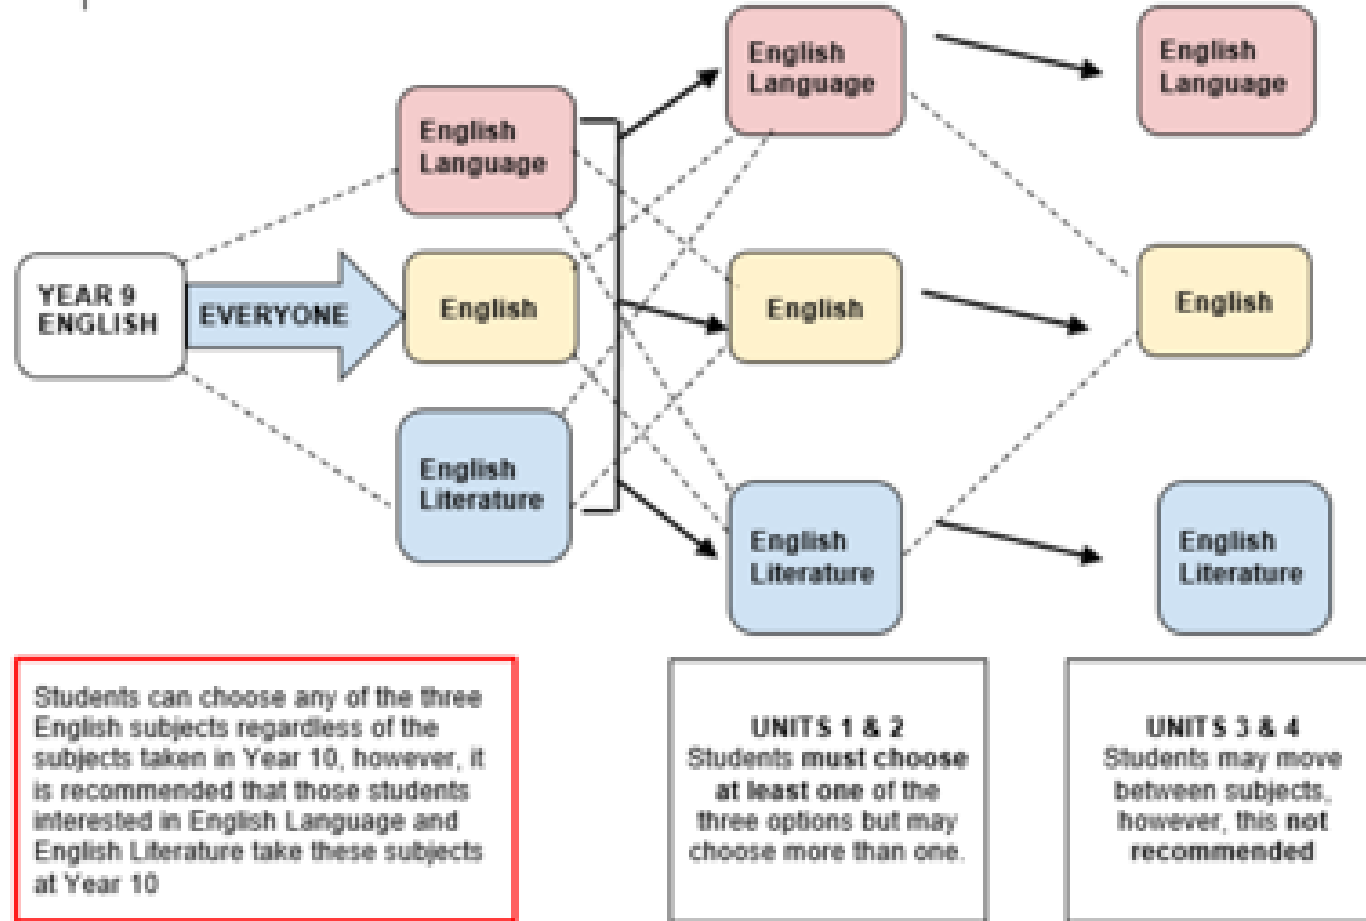 English
Language
English
Language
English
Language
YEAR 9
ENGLISH
EVERYONE
English
English
English
English
Literature
English
Literature
English
Literature
Students can choose any of the three
English subjects regardless of the
subjects taken in Year 10, however, it
is recommended that those students
interested in English Language and
English Literature take these subjects
at Year 10
UNITS 1 & 2
Students must choose
at least one of the
three options but may
choose more than one.
UNITS 3 & 4
Students may move
between subjects,
however, this not
recommended